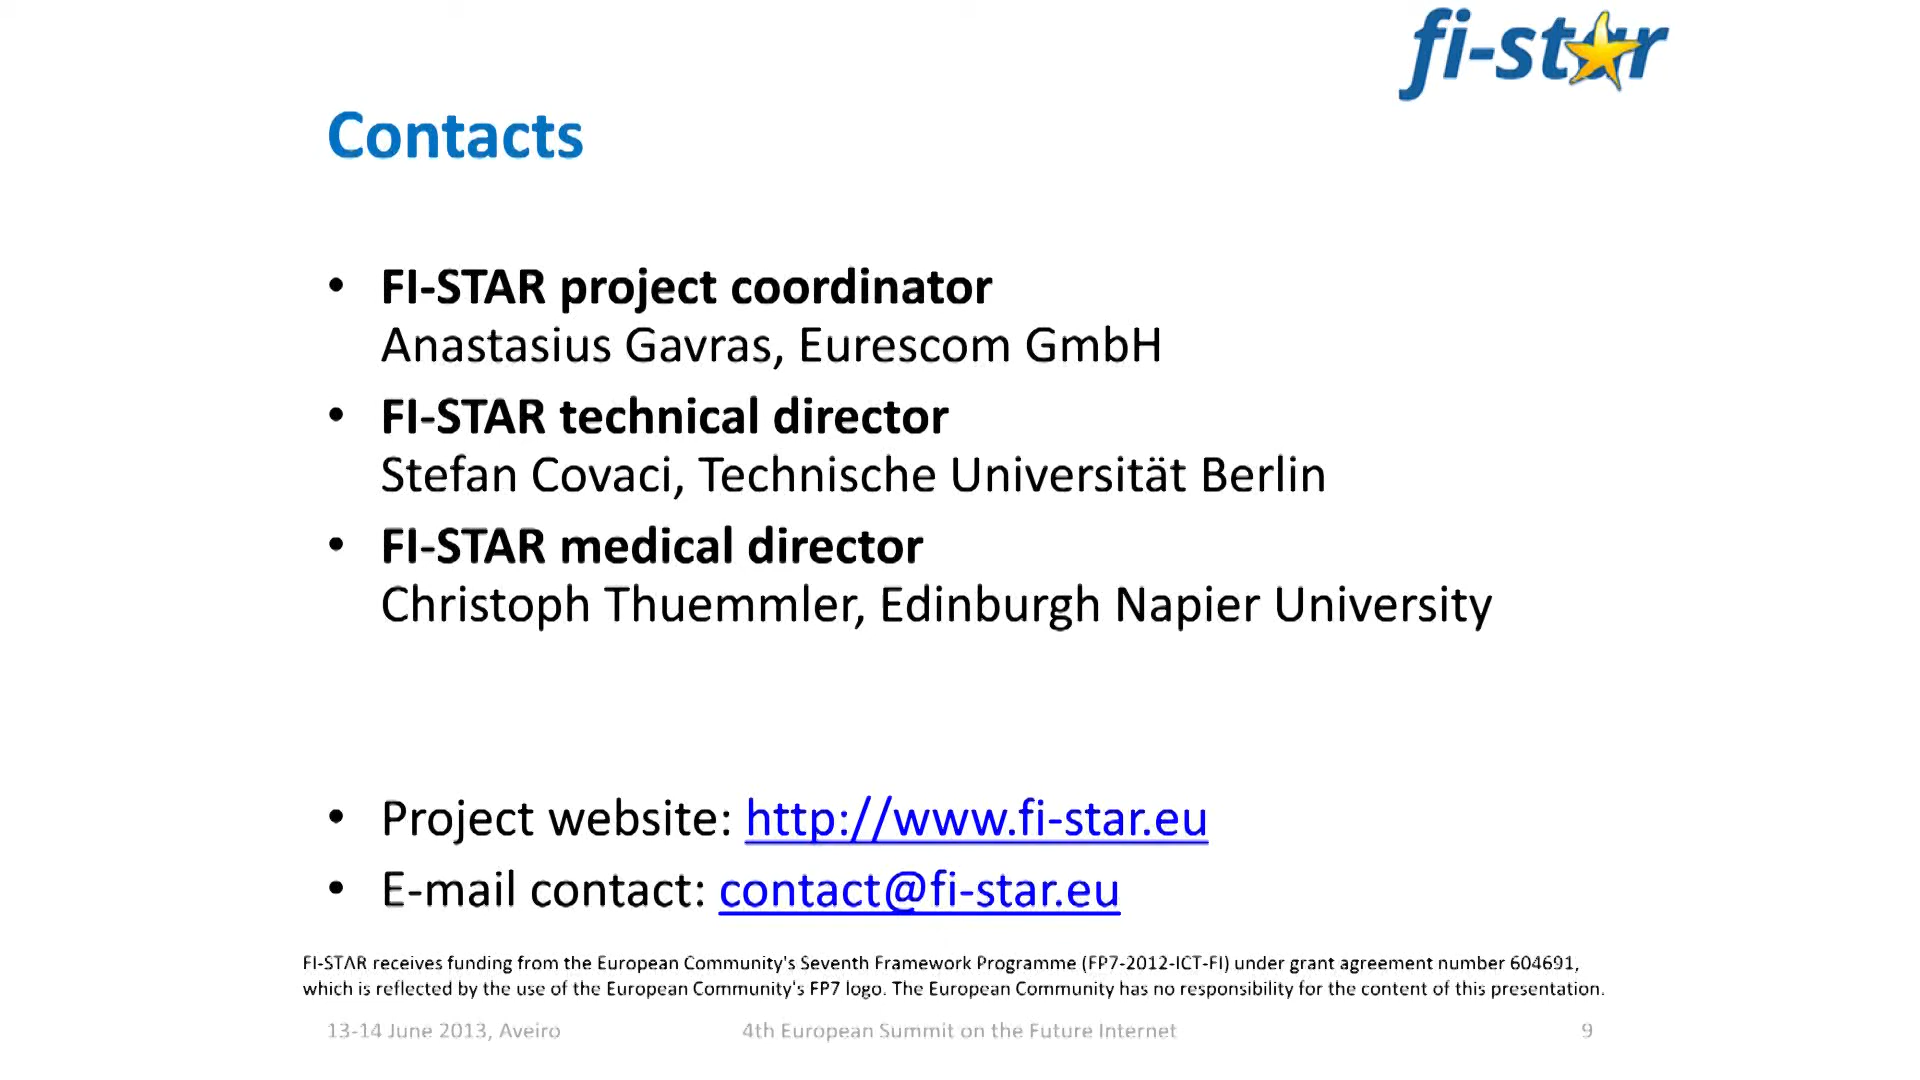 fi-star
Contacts
• FI-STAR project coordinator
Anastasius Gavras, Eurescom GmbH
• FI-STAR technical director
Stefan Covaci, Technische Universität Berlin
• FI-STAR medical director
Christoph Thuemmler, Edinburgh Napier University
• Project website: http://www.fi-star.eu
• E-mail contact: contact@fi-star.eu
FI-STAR receives funding from the European Community's Seventh Framework Programme (FP7-2012-ICT-FI) under grant agreement number 604691,
which is reflected by the use of the European Community's FP7 logo. The European Community has no responsibility for the content of this presentation.
13-14 June 2013, Aveiro 4th European Summit on the Future Internet 9